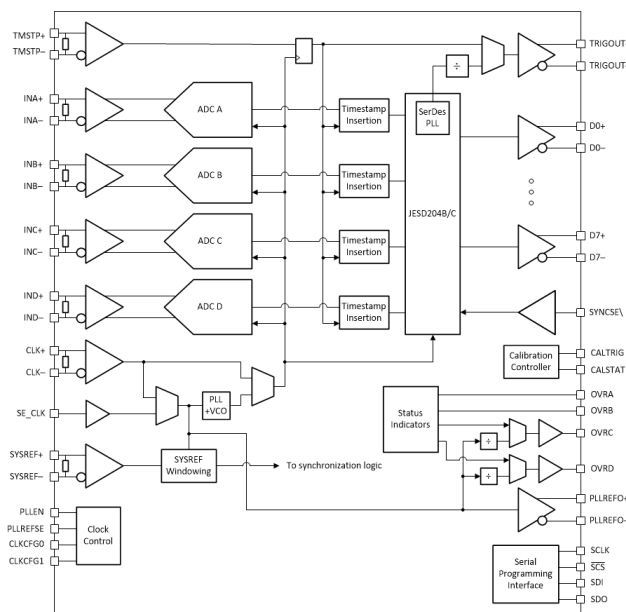 TMSTP+
TMSTP–
INA+
INA–
INB+
INB–
INC+
INC–
IND+
IND–
CLK+
CLK–
SE_CLK
SYSREF+
SYSREF–
PLLEN
PLLREFSE
CLKCFG0
CLKCFG1
ADC A
ADC B
ADC C
ADC D
PLL
+VCO
SYSREF
Windowing
To synchronization logic
Clock
Control
Timestamp
Insertion
Timestamp
Insertion
Timestamp
Insertion
Timestamp
Insertion
SerDes
PLL
JESD204B/C
÷
Status
Indicators
÷
÷
Calibration
Controller
Serial
Programming
Interface
TRIGOUT
TRIGOUT
D0+
D0–
D7+
D7–
SYNCSE\
CALTRIG
CALSTAT
OVRA
OVRB
OVRC
OVRD
PLLREFO+
PLLREFO–
SCLK
SCS
SDI
SDO